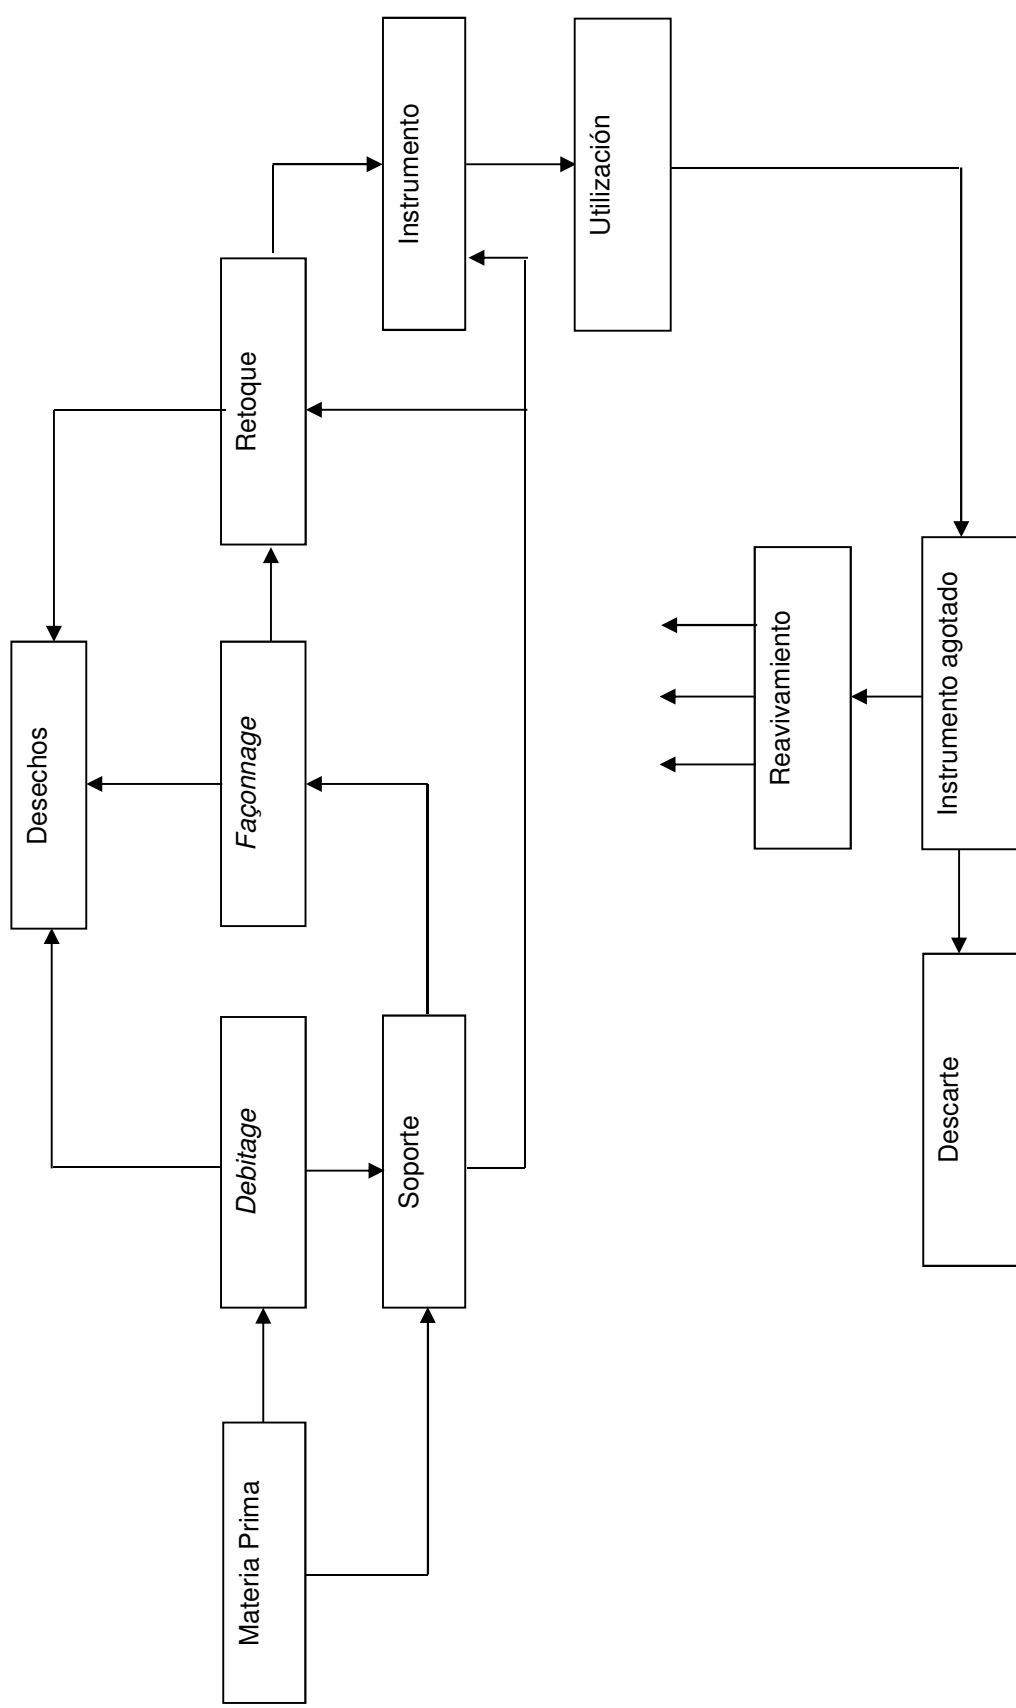 Desechos
Materia Prima
Debitage
Façonnage
Retoque
Soporte
Instrumento
Utilización
Reavivamiento
Descarte
Instrumento agotado